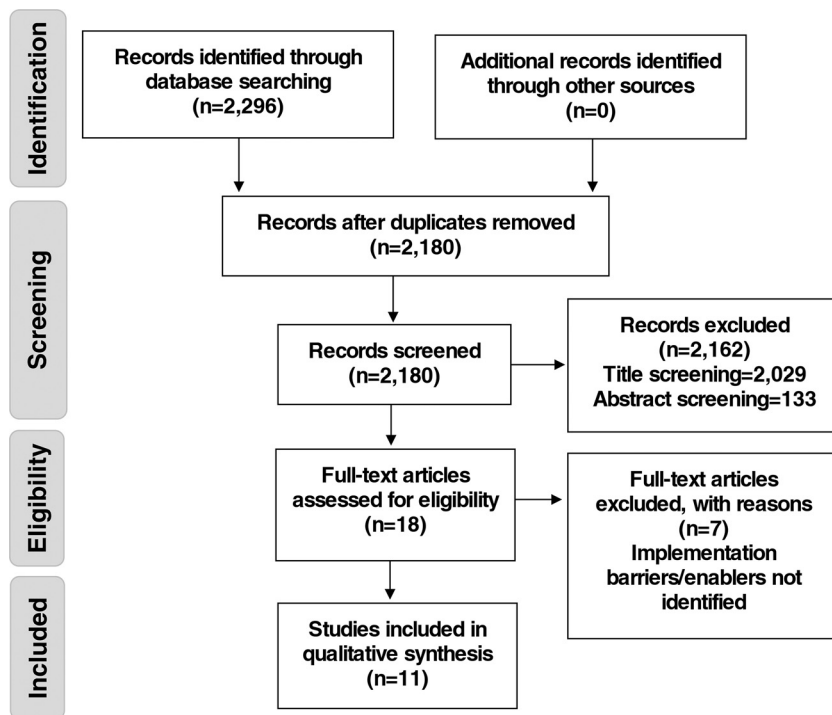 Identification
Records identified through
database searching
(n=2,296)
Additional records identified
through other sources
(n=0)
Screening
Records after duplicates removed
(n=2,180)
Records screened
(n=2,180)
Records excluded
(n=2,162)
Title screening=2,029
Abstract screening=133
Eligibility
Full-text articles
assessed for eligibility
(n=18)
Full-text articles
excluded, with reasons
(n=7)
Implementation
barriers/enablers not
identified
Included
Studies included in
qualitative synthesis
(n=11)